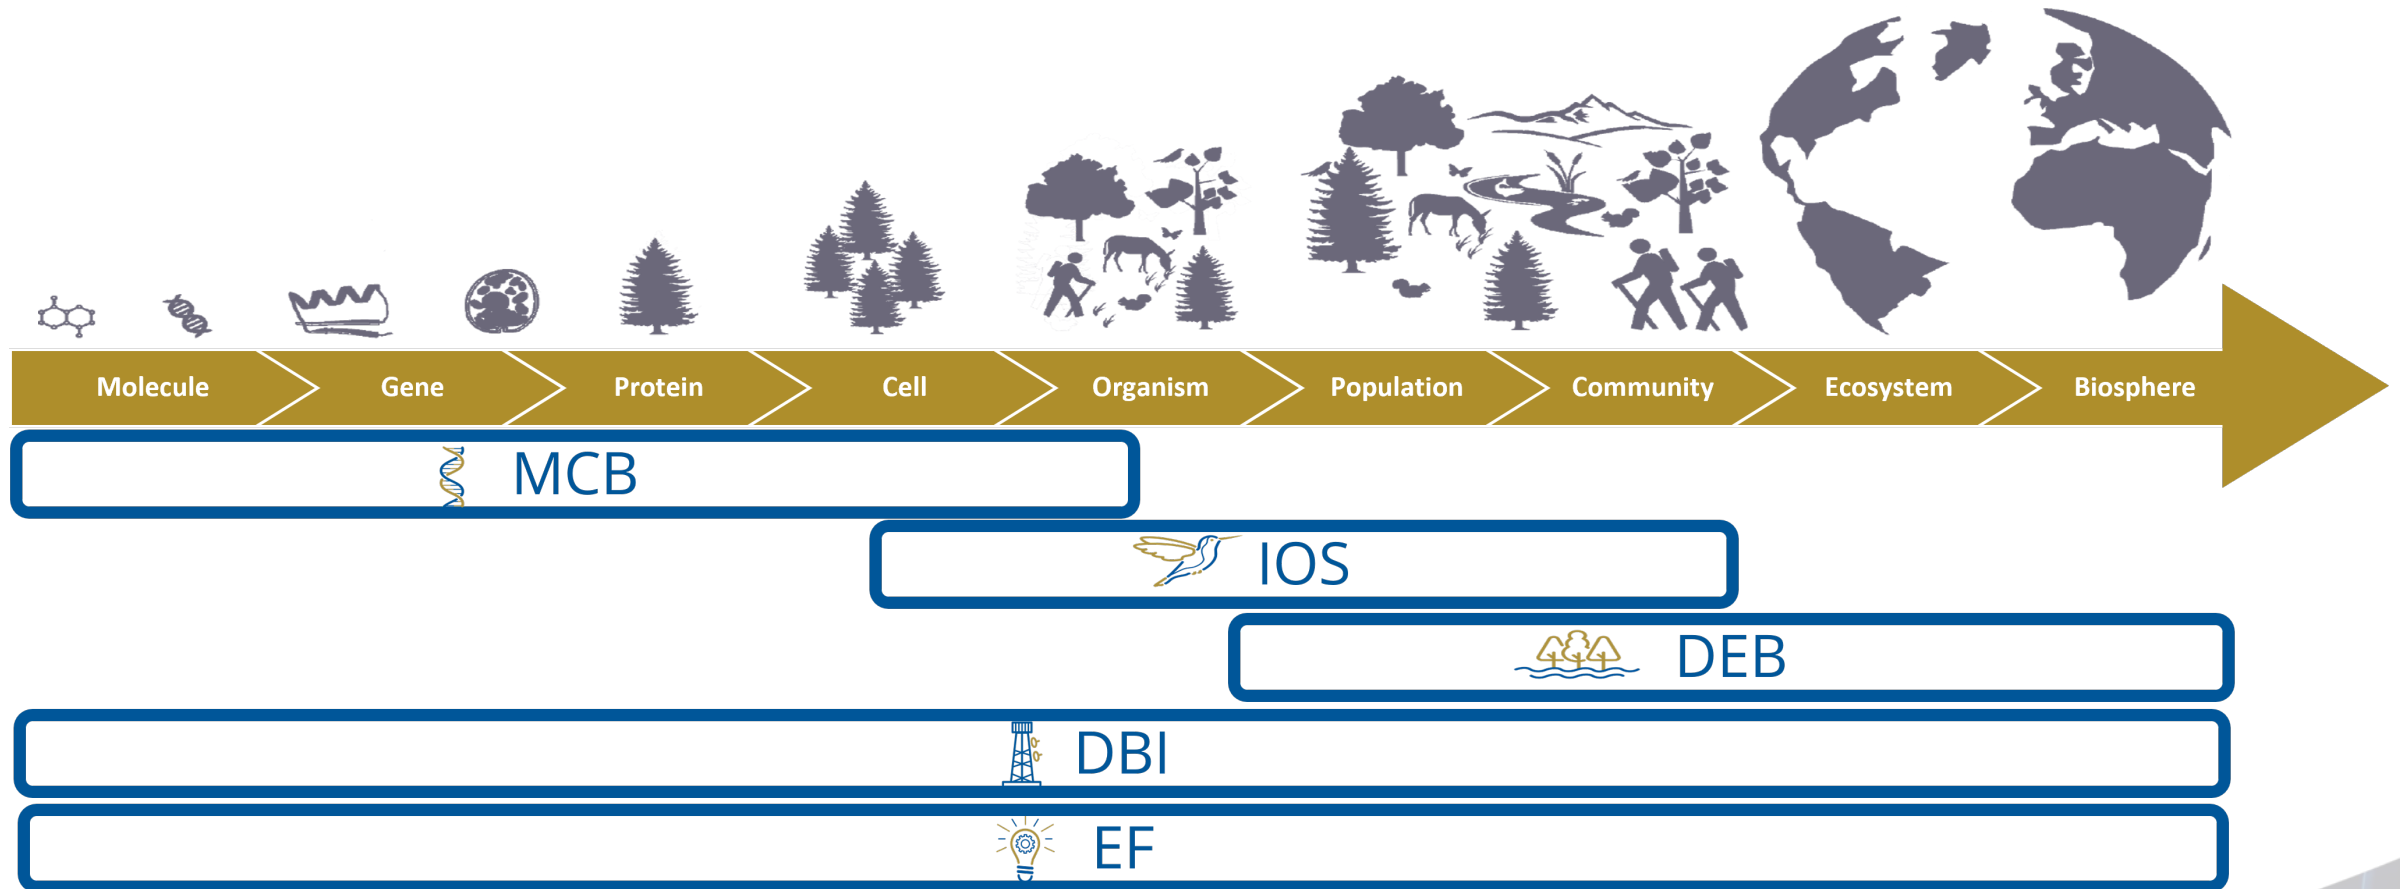 Molecule Gene Protein Cell Organism Population Community Ecosystem Biosphere
MCB
IOS
DEB
DBI
EF